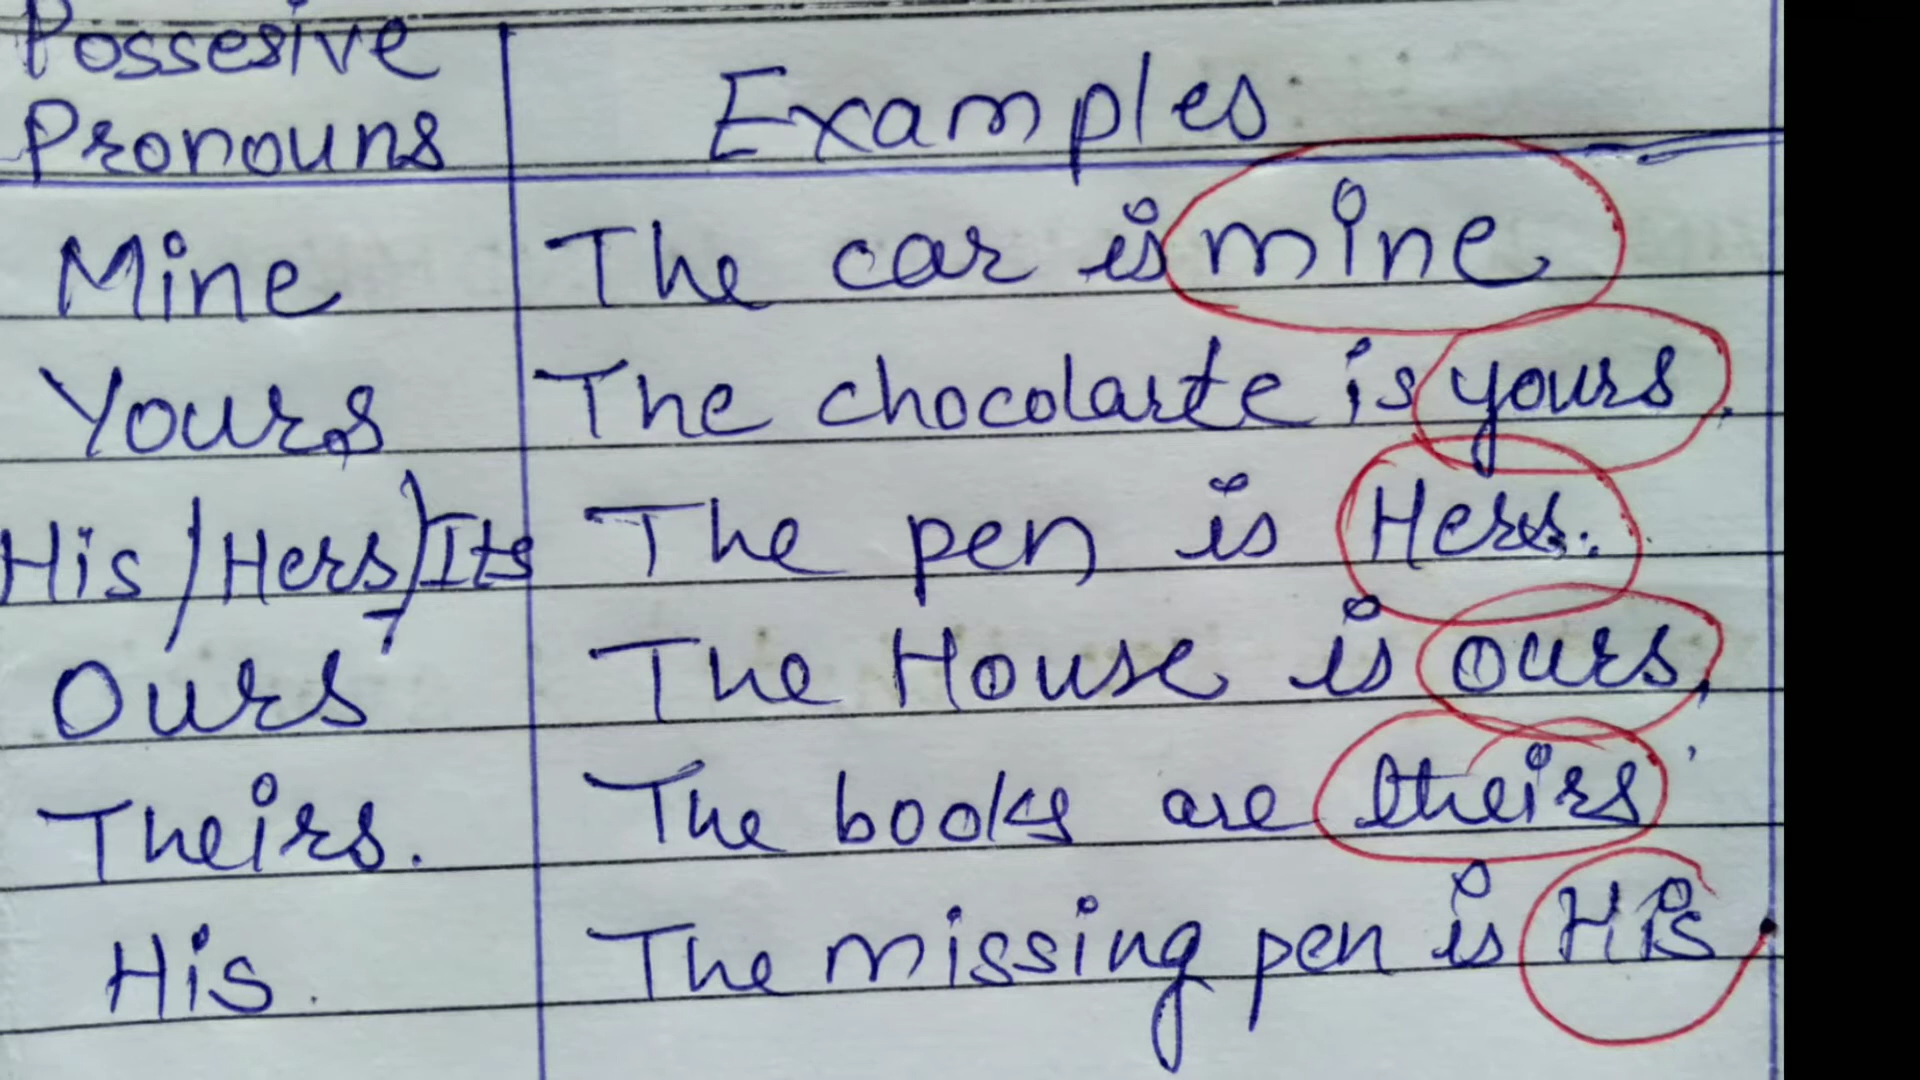 Possesive
Pronouns
Examples
Mine
The car is mine
Yours
The chocolate is yours.
His/Hers/Its
The pen is Hers.
Ours
The House is ours.
Theirs.
The books are theirs
His.
The missing pen is His.